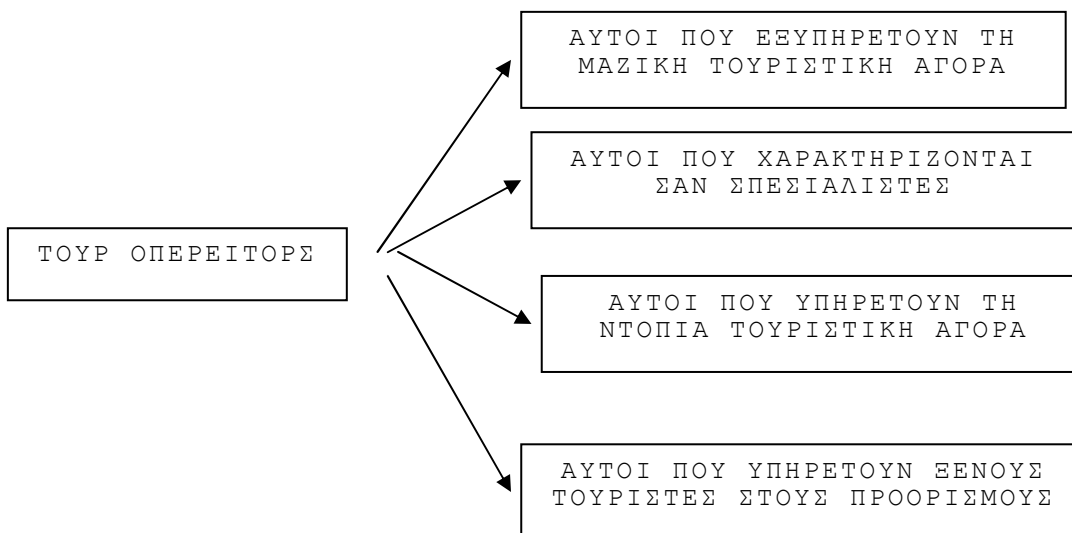 ΑΥΤΟΙ ΠΟΥ ΕΞΥΠΗΡΕΤΟΥΝ ΤΗ
ΜΑΖΙΚΗ ΤΟΥΡΙΣΤΙΚΗ ΑΓΟΡΑ
ΑΥΤΟΙ ΠΟΥ ΧΑΡΑΚΤΗΡΙΖΟΝΤΑΙ
ΣΑΝ ΣΠΕΣΙΑΛΙΣΤΕΣ
ΤΟΥΡ ΟΠΕΡΕΙΤΟΡΣ
ΑΥΤΟΙ ΠΟΥ ΥΠΗΡΕΤΟΥΝ ΤΗ
ΝΤΟΠΙΑ ΤΟΥΡΙΣΤΙΚΗ ΑΓΟΡΑ
ΑΥΤΟΙ ΠΟΥ ΥΠΗΡΕΤΟΥΝ ΞΕΝΟΥΣ
ΤΟΥΡΙΣΤΕΣ ΣΤΟΥΣ ΠΡΟΟΡΙΣΜΟΥΣ